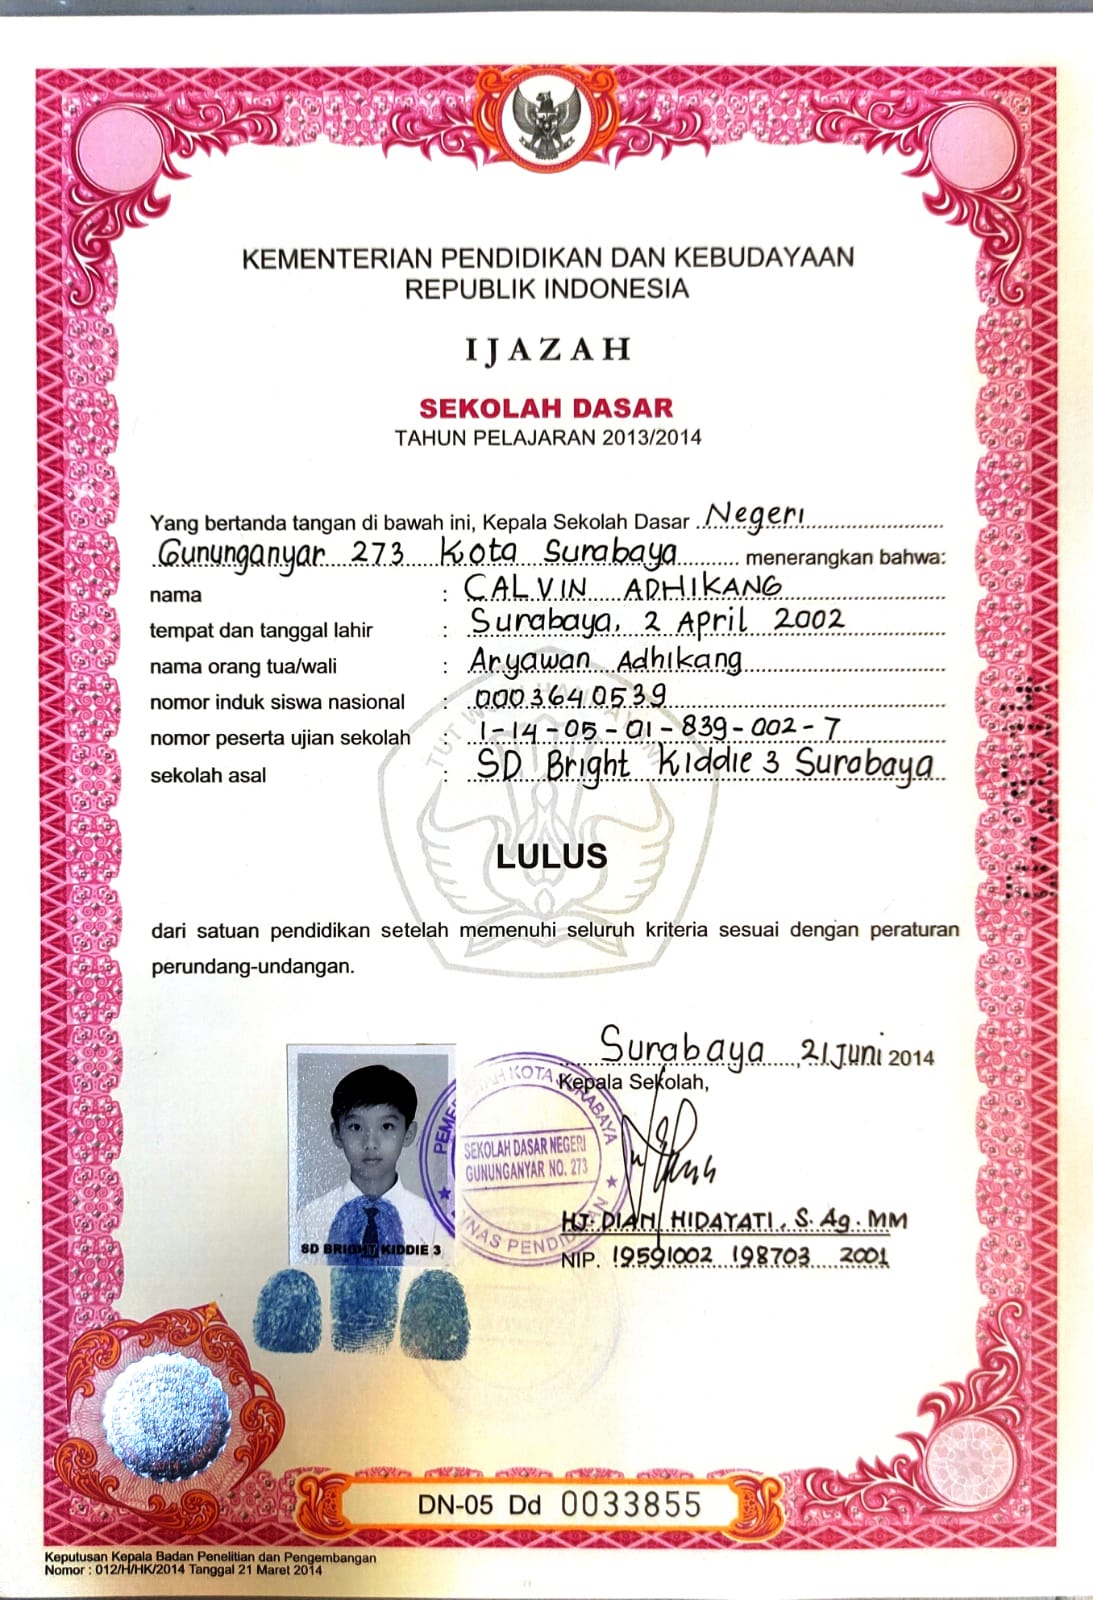 KEMENTERIAN PENDIDIKAN DAN KEBUDAYAAN
REPUBLIK INDONESIA
IJAZAH
SEKOLAH DASAR
TAHUN PELAJARAN 2013/2014
Yang bertanda tangan di bawah ini, Kepala Sekolah Dasar Negeri
Gununganyar 273 Kota Surabaya menerangkan bahwa:
nama : CALVIN ADHIKANG
tempat dan tanggal lahir : Surabaya, 2 April 2002
nama orang tua/wali : Aryawan Adhikang
nomor induk siswa nasional : 0003640539
nomor peserta ujian sekolah : 1-14-05-01-839-002-7
sekolah asal : SD Bright Kiddie 3 Surabaya
LULUS
dari satuan pendidikan setelah memenuhi seluruh kriteria sesuai dengan peraturan
perundang-undangan.
Surabaya, 21 Juni 2014
Kepala Sekolah,
KOTA SURABAYA
SEKOLAH DASAR NEGERI
GUNUNGANYAR NO. 273
SD BRIGHT KIDDIE 3
HJ. DIAN HIDAYATI, S. Ag. MM
NIP. 19591002 198703 2001
DN-05 Dd 0033855
Keputusan Kepala Badan Penelitian dan Pengembangan
Nomor : 012/H/HK/2014 Tanggal 21 Maret 2014